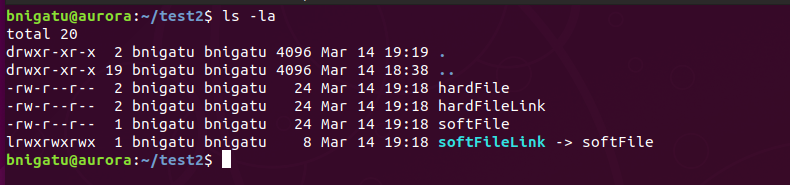 bnigatu@aurora:~/test2$ ls -la
total 20
drwxr-xr-x  2 bnigatu bnigatu 4096 Mar 14 19:19 .
drwxr-xr-x 19 bnigatu bnigatu 4096 Mar 14 18:38 ..
-rw-r--r--  2 bnigatu bnigatu   24 Mar 14 19:18 hardFile
-rw-r--r--  2 bnigatu bnigatu   24 Mar 14 19:18 hardFileLink
-rw-r--r--  1 bnigatu bnigatu   24 Mar 14 19:18 softFile
lrwxrwxrwx  1 bnigatu bnigatu    8 Mar 14 19:18 softFileLink -> softFile
bnigatu@aurora:~/test2$